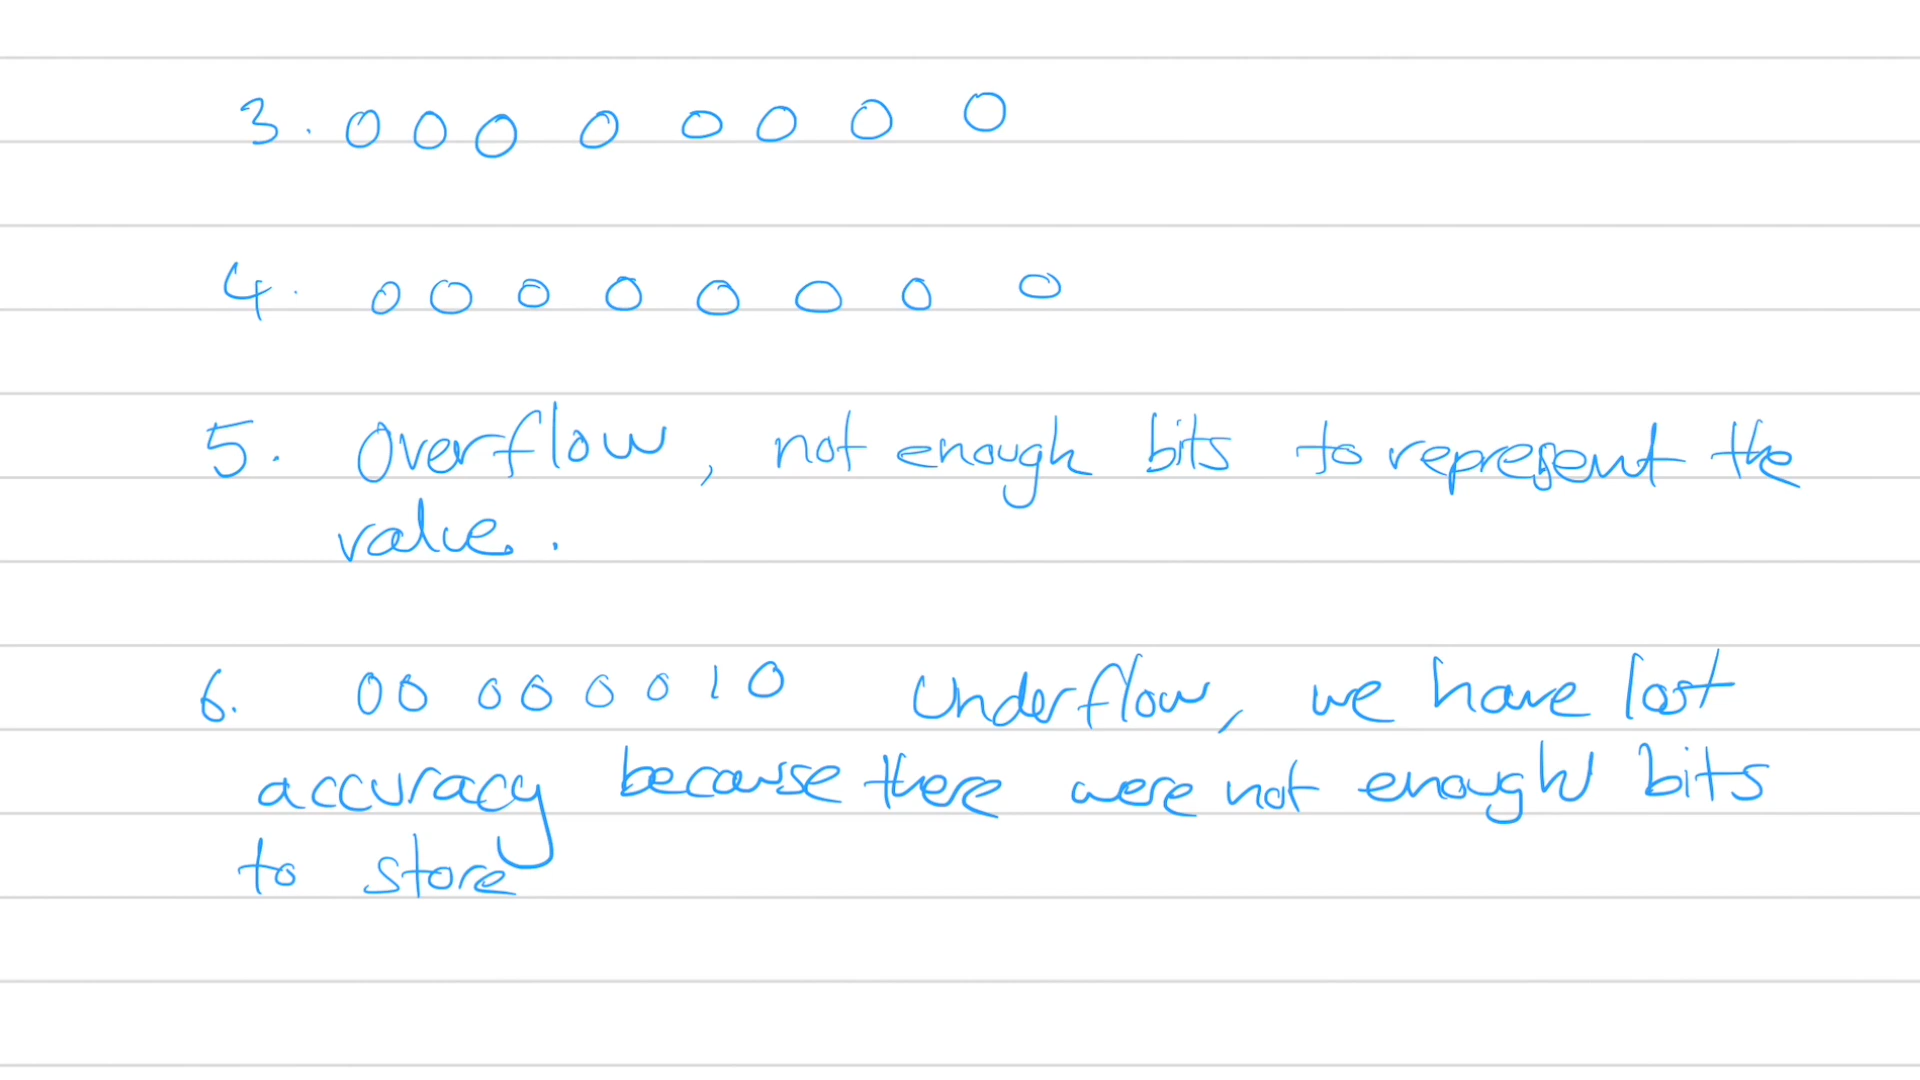 3. 0 0 0 0 0 0 0 0
4. 0 0 0 0 0 0 0 0
5. Overflow, not enough bits to represent the
value.
6. 0 0 0 0 0 0 1 0 Underflow, we have lost
accuracy because there were not enough bits
to store